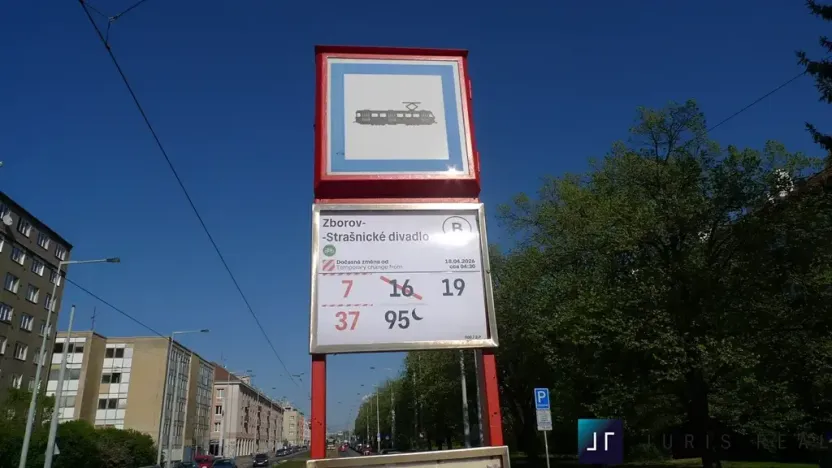 Zborov-
-Strašnické divadlo
B
Dočasná změna od
Temporary change from
7 16 19
37 95
P
JURIS REAL